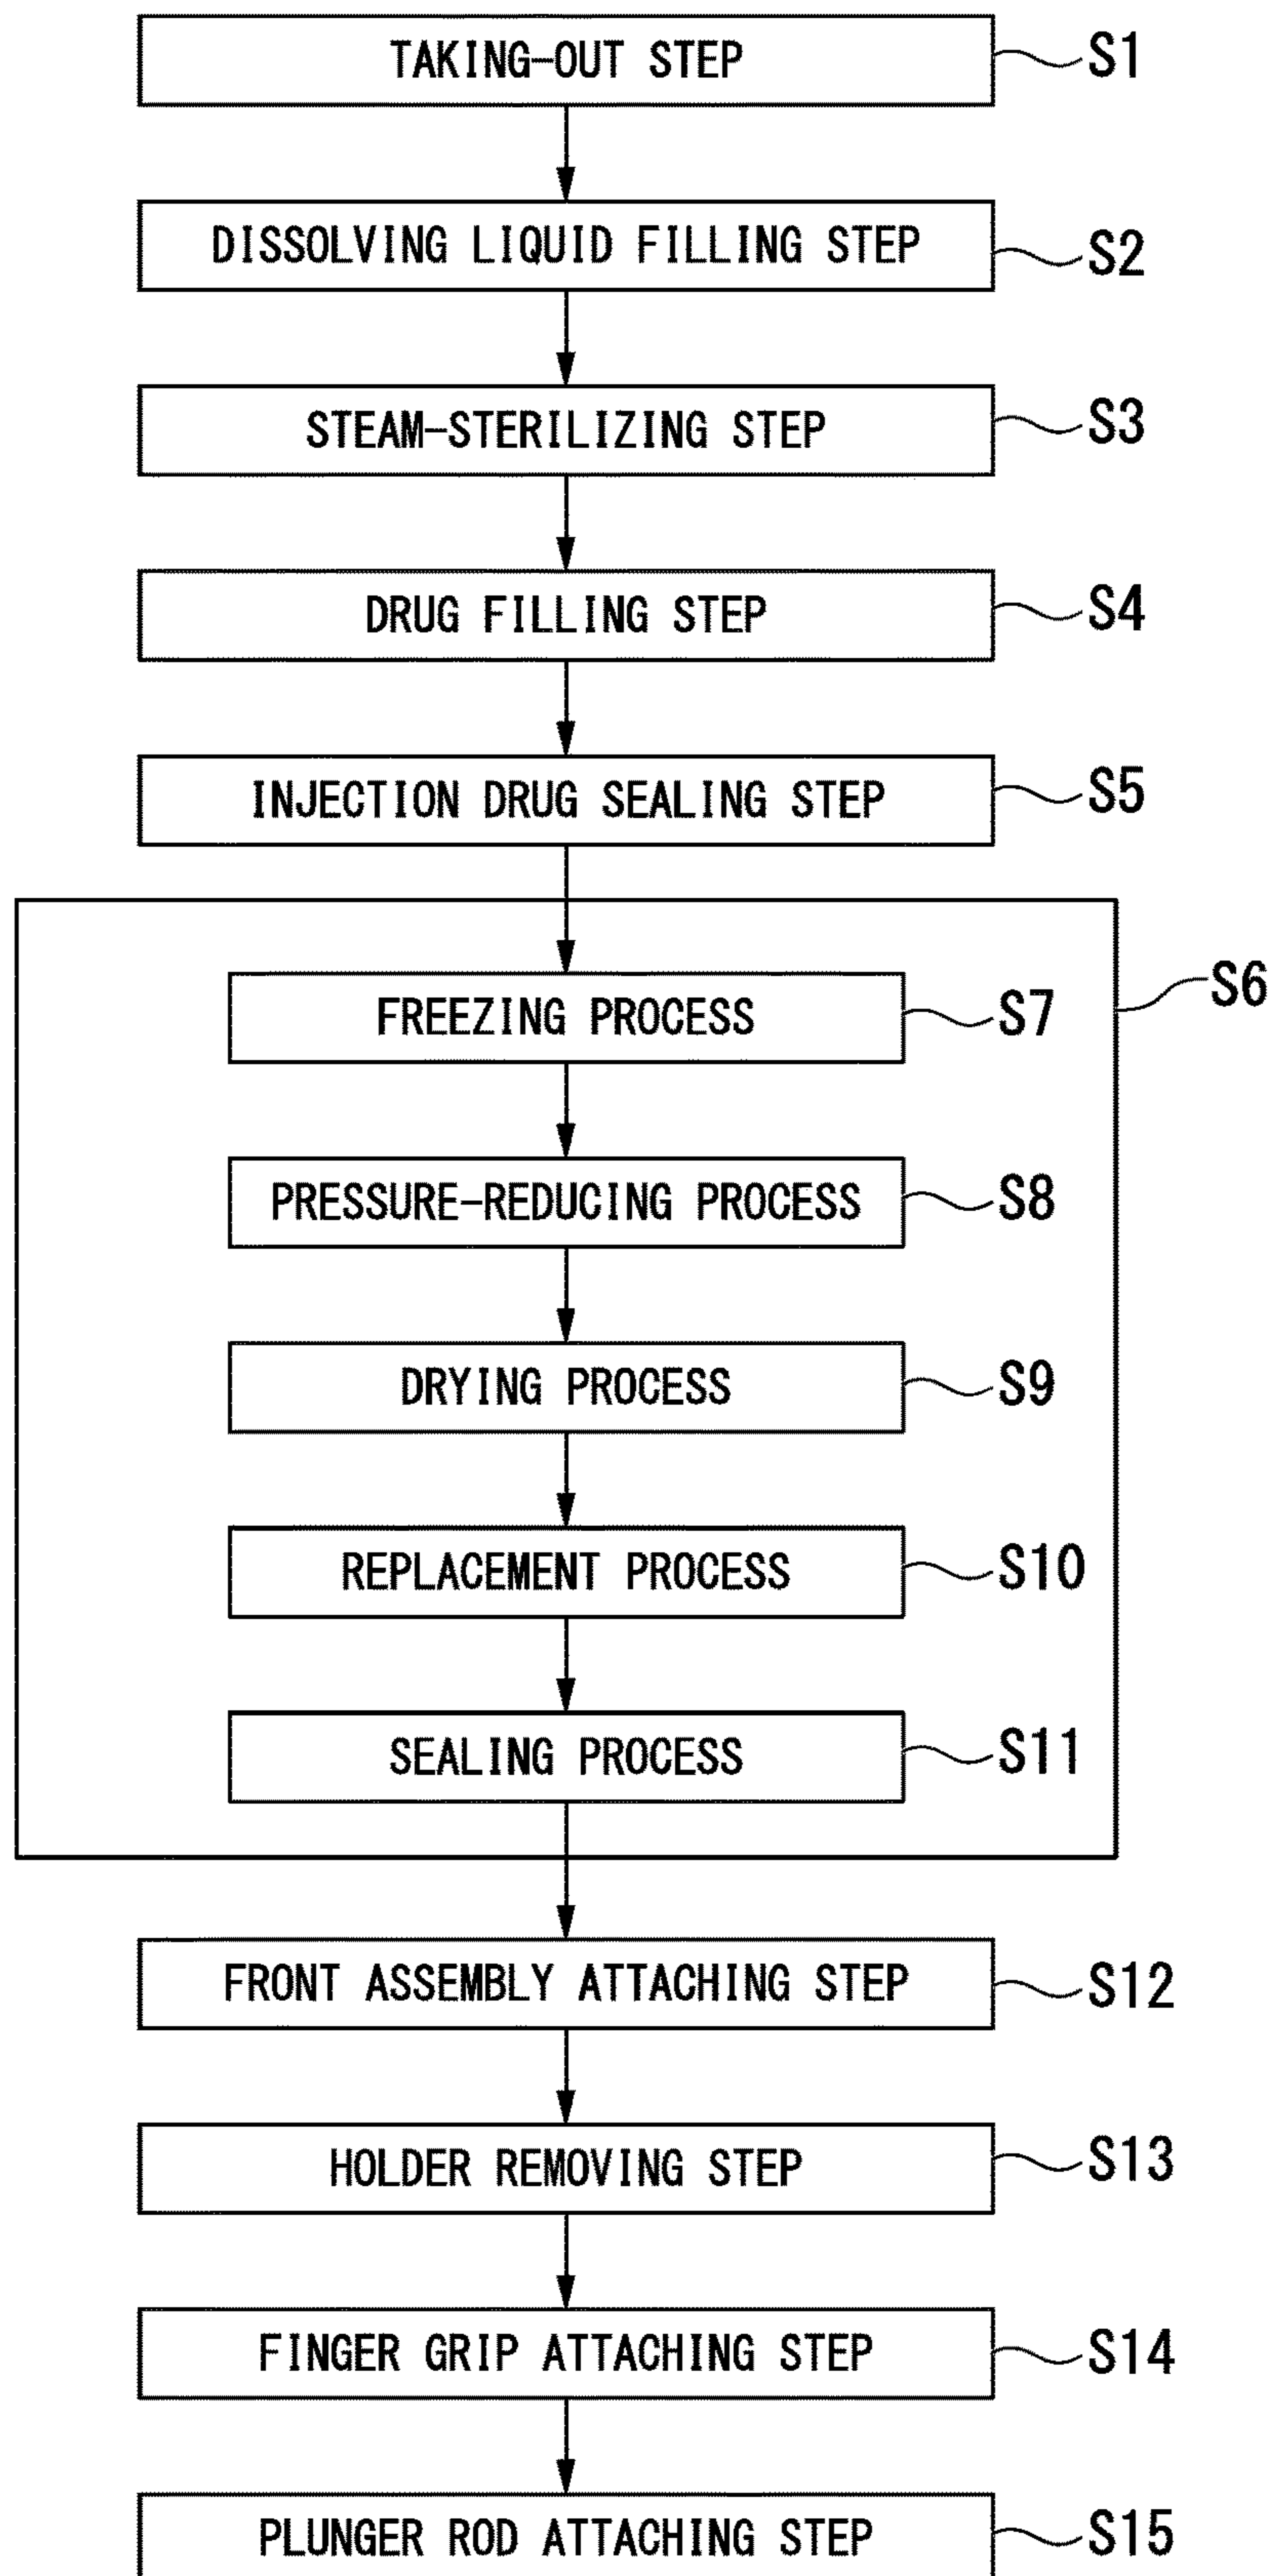 TAKING-OUT STEP S1
DISSOLVING LIQUID FILLING STEP S2
STEAM-STERILIZING STEP S3
DRUG FILLING STEP S4
INJECTION DRUG SEALING STEP S5
S6
FREEZING PROCESS S7
PRESSURE-REDUCING PROCESS S8
DRYING PROCESS S9
REPLACEMENT PROCESS S10
SEALING PROCESS S11
FRONT ASSEMBLY ATTACHING STEP S12
HOLDER REMOVING STEP S13
FINGER GRIP ATTACHING STEP S14
PLUNGER ROD ATTACHING STEP S15